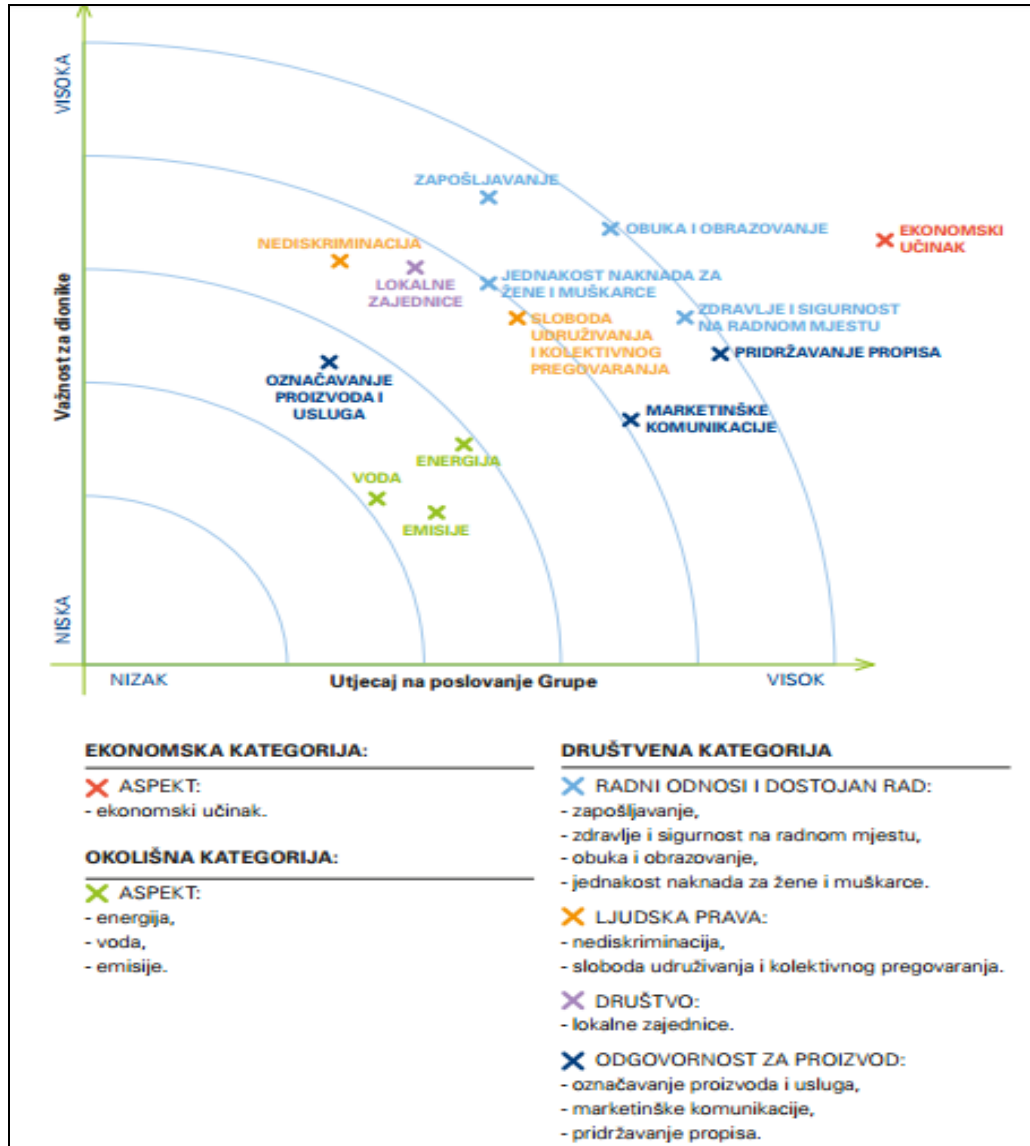 VISOKA
Važnost za dionike
NISKA
ZAPOŠLJAVANJE
OBUKA I OBRAZOVANJE
EKONOMSKI
UČINAK
NEDISKRIMINACIJA
LOKALNE
ZAJEDNICE
JEDNAKOST NAKNADA ZA
ŽENE I MUŠKARCE
SLOBODA
UDRUŽIVANJA
I KOLEKTIVNOG
PREGOVARANJA
ZDRAVLJE I SIGURNOST
NA RADNOM MJESTU
PRIDRŽAVANJE PROPISA
OZNAČAVANJE
PROIZVODA I
USLUGA
MARKETINŠKE
KOMUNIKACIJE
ENERGIJA
VODA
EMISIJE
NIZAK
Utjecaj na poslovanje Grupe
VISOK
EKONOMSKA KATEGORIJA:
ASPEKT:
- ekonomski učinak.
OKOLIŠNA KATEGORIJA:
ASPEKT:
- energija,
- voda,
- emisije.
DRUŠTVENA KATEGORIJA
RADNI ODNOSI I DOSTOJAN RAD:
- zapošljavanje,
- zdravlje i sigurnost na radnom mjestu,
- obuka i obrazovanje,
- jednakost naknada za žene i muškarce.
LJUDSKA PRAVA:
- nediskriminacija,
- sloboda udruživanja i kolektivnog pregovaranja.
DRUŠTVO:
- lokalne zajednice.
ODGOVORNOST ZA PROIZVOD:
- označavanje proizvoda i usluga,
- marketinške komunikacije,
- pridržavanje propisa.